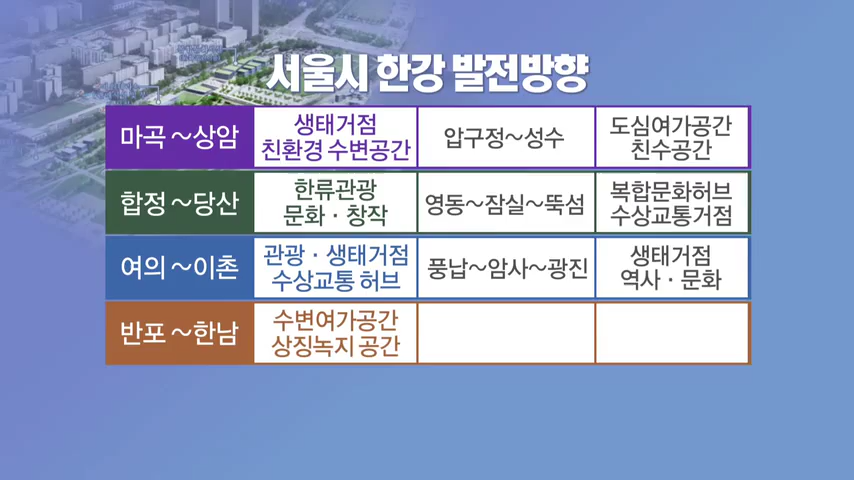 서울시 한강 발전방향
마곡 ~상암
생태거점
친환경 수변공간
압구정~성수
도심여가공간
친수공간
합정 ~당산
한류관광
문화 · 창작
영동~잠실~뚝섬
복합문화허브
수상교통거점
여의 ~이촌
관광 · 생태거점
수상교통 허브
풍납~암사~광진
생태거점
역사 · 문화
반포 ~한남
수변여가공간
상징녹지 공간